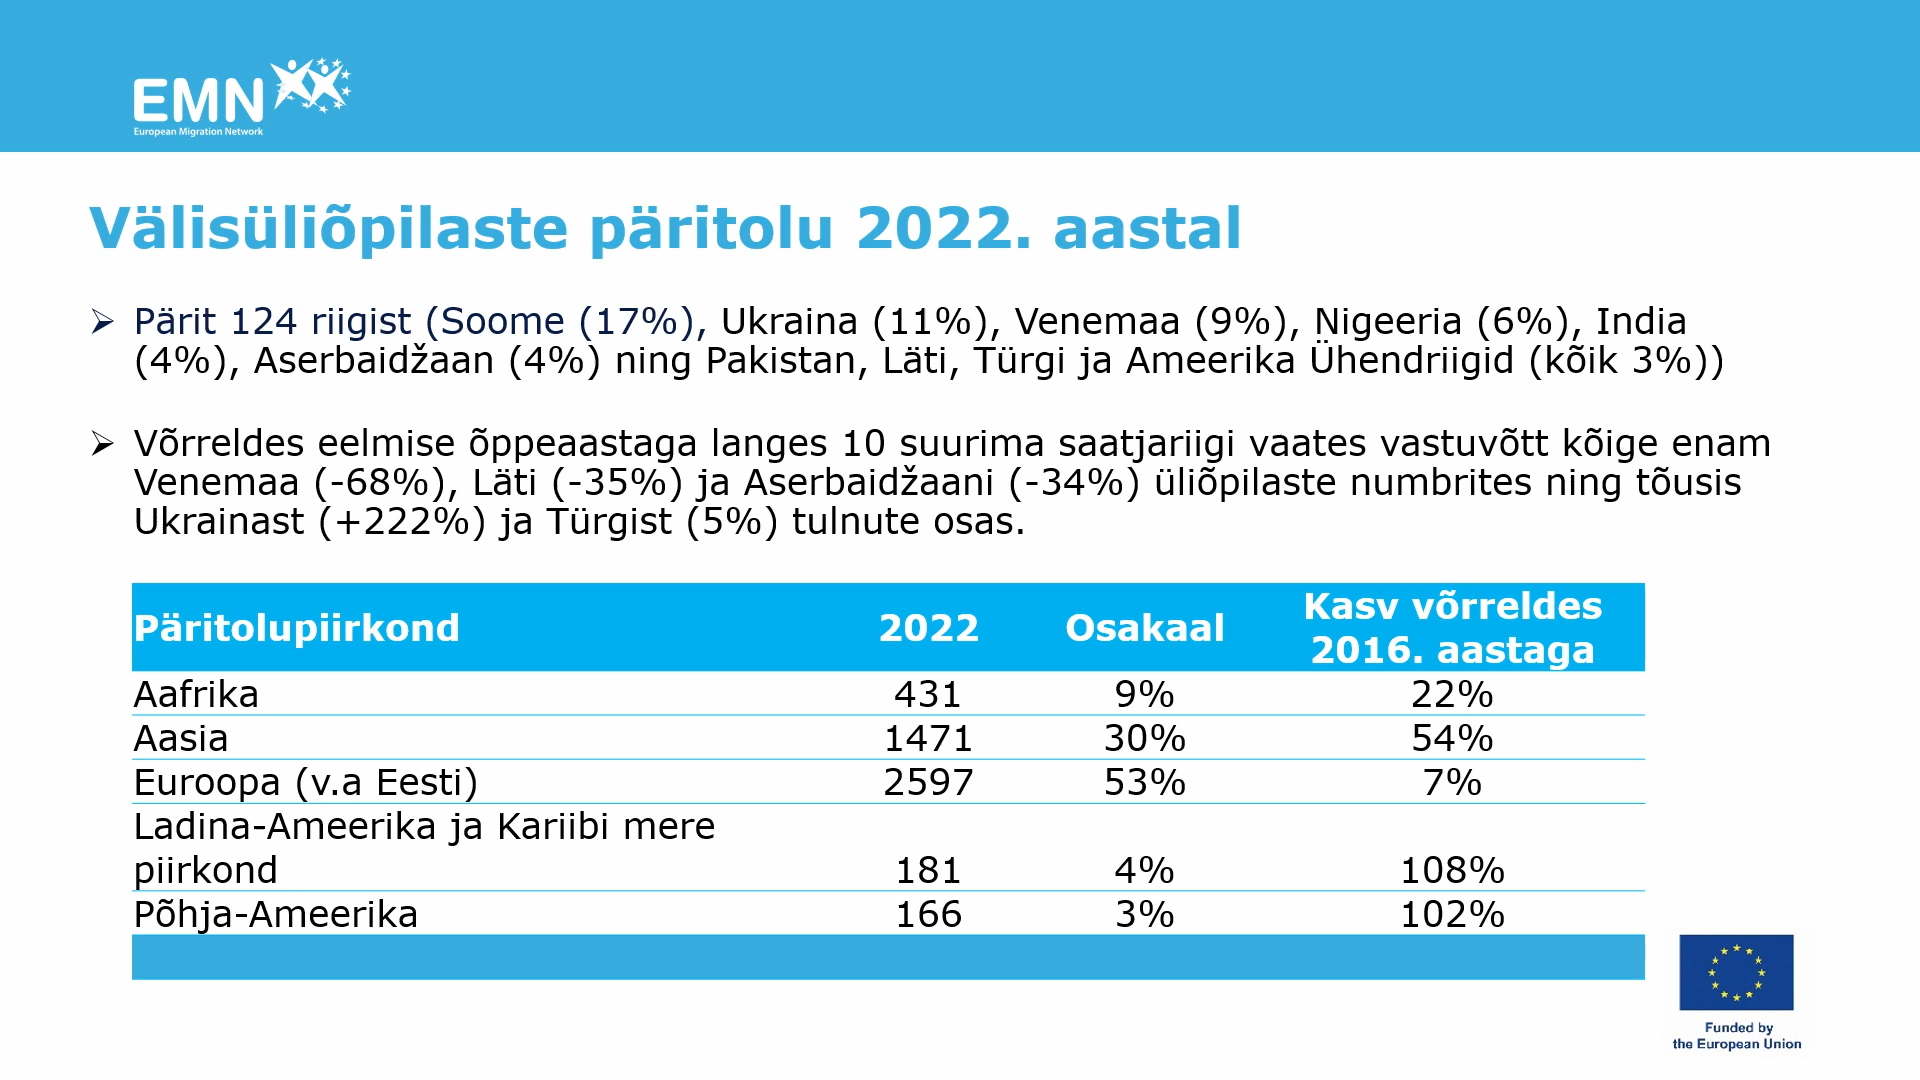 EMN
European Migration Network
Välisüliõpilaste päritolu 2022. aastal
Pärit 124 riigist (Soome (17%), Ukraina (11%), Venemaa (9%), Nigeeria (6%), India
(4%), Aserbaidžaan (4%) ning Pakistan, Läti, Türgi ja Ameerika Ühendriigid (kõik 3%))
Võrreldes eelmise õppeaastaga langes 10 suurima saatjariigi vaates vastuvõtt kõige enam
Venemaa (-68%), Läti (-35%) ja Aserbaidžaani (-34%) üliõpilaste numbrites ning tõusis
Ukrainast (+222%) ja Türgist (5%) tulnute osas.
Päritolupiirkond 2022 Osakaal Kasv võrreldes
2016. aastaga
Aafrika 431 9% 22%
Aasia 1471 30% 54%
Euroopa (v.a Eesti) 2597 53% 7%
Ladina-Ameerika ja Kariibi mere
piirkond 181 4% 108%
Põhja-Ameerika 166 3% 102%
Funded by
the European Union